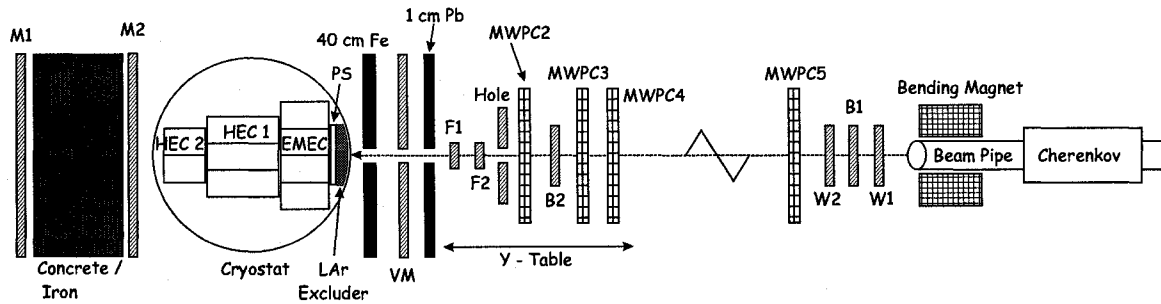 M1
M2
1 cm Pb
40 cm Fe
PS
MWPC2
MWPC3
MWPC4
MWPC5
Hole
F1
F2
B2
B1
W2
W1
Bending Magnet
Beam Pipe
Cherenkov
HEC 2
HEC 1
EMEC
Concrete /
Iron
Cryostat
LAr
Excluder
VM
Y - Table